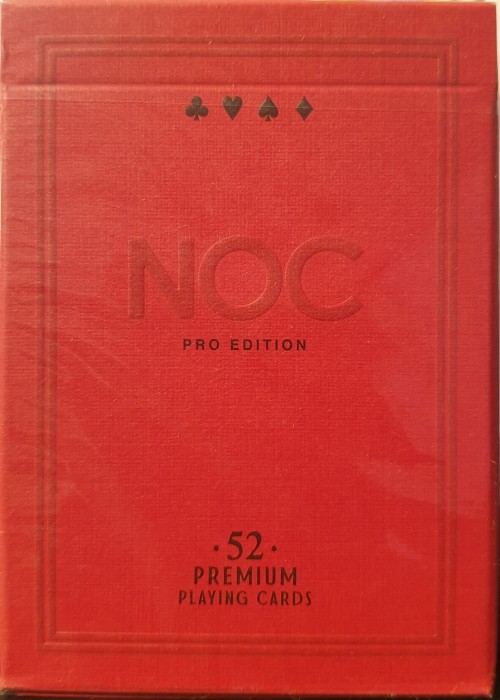 NOC
PRO EDITION
·52·
PREMIUM
PLAYING CARDS